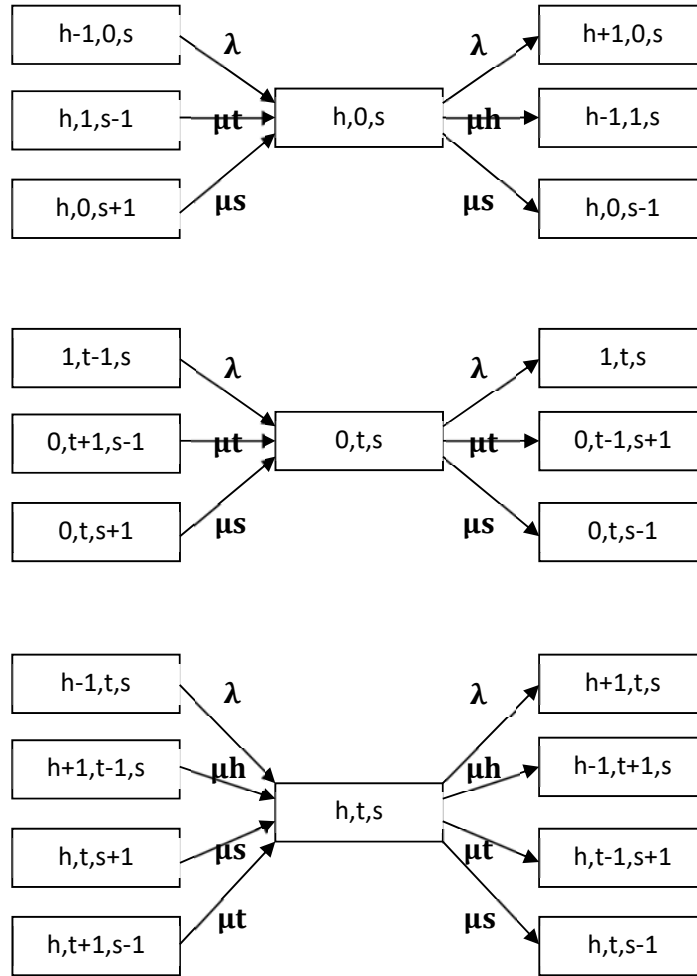 h-1,0,s
λ
λ
h+1,0,s
h,1,s-1
μt
h,0,s
μh
h-1,1,s
h,0,s+1
μs
μs
h,0,s-1
1,t-1,s
λ
λ
1,t,s
0,t+1,s-1
μt
0,t,s
μt
0,t-1,s+1
0,t,s+1
μs
μs
0,t,s-1
h-1,t,s
λ
λ
h+1,t,s
h+1,t-1,s
μh
μh
h-1,t+1,s
h,t,s
h,t,s+1
μs
μt
h,t-1,s+1
h,t+1,s-1
μt
μs
h,t,s-1